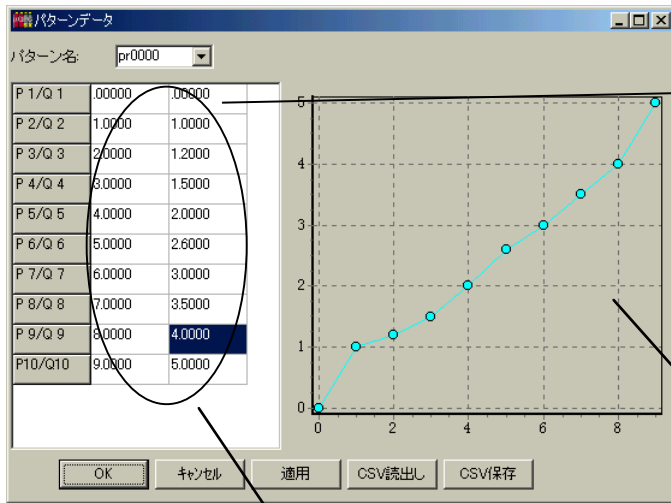 パターンデータ
パターン名: pr0000
P 1/Q 1 .00000 .00000
P 2/Q 2 1.0000 1.0000
P 3/Q 3 2.0000 1.2000
P 4/Q 4 3.0000 1.5000
P 5/Q 5 4.0000 2.0000
P 6/Q 6 5.0000 2.6000
P 7/Q 7 6.0000 3.0000
P 8/Q 8 7.0000 3.5000
P 9/Q 9 8.0000 4.0000
P10/Q10 9.0000 5.0000
5
4
3
2
1
0
0 2 4 6 8
OK キャンセル 適用 CSV読出し CSV保存